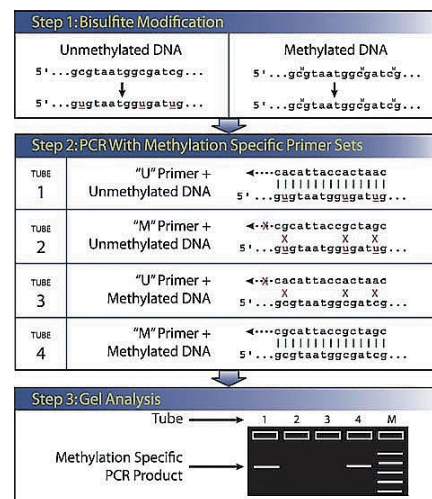 Step 1: Bisulfite Modification
Unmethylated DNA
5'...gcgtaatggcgatcg...
5'...gugtaatggugatug...
Methylated DNA
M M M
5'...gcgtaatggcgatcg...
M M M
5'...gcgtaatggcgatcg...
Step 2: PCR With Methylation Specific Primer Sets
TUBE
1
"U" Primer +
Unmethylated DNA
cacattaccactaac
5'...gugtaatggugatug...
TUBE
2
"M" Primer +
Unmethylated DNA
X cgcattaccgctagc
X X X
5'...gugtaatggugatug...
TUBE
3
"U" Primer +
Methylated DNA
X cacattaccactaac
X X X
5'...gcgtaatggcgatcg...
TUBE
4
"M" Primer +
Methylated DNA
cgcattaccgctagc
5'...gcgtaatggcgatcg...
Step 3: Gel Analysis
Tube 1 2 3 4 M
Methylation Specific
PCR Product